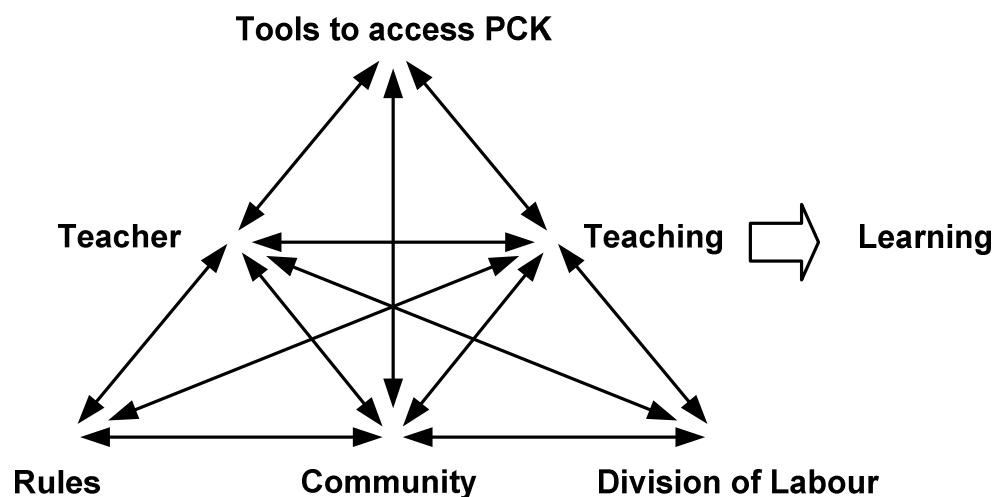 Tools to access PCK
Teacher
Teaching
Learning
Rules
Community
Division of Labour